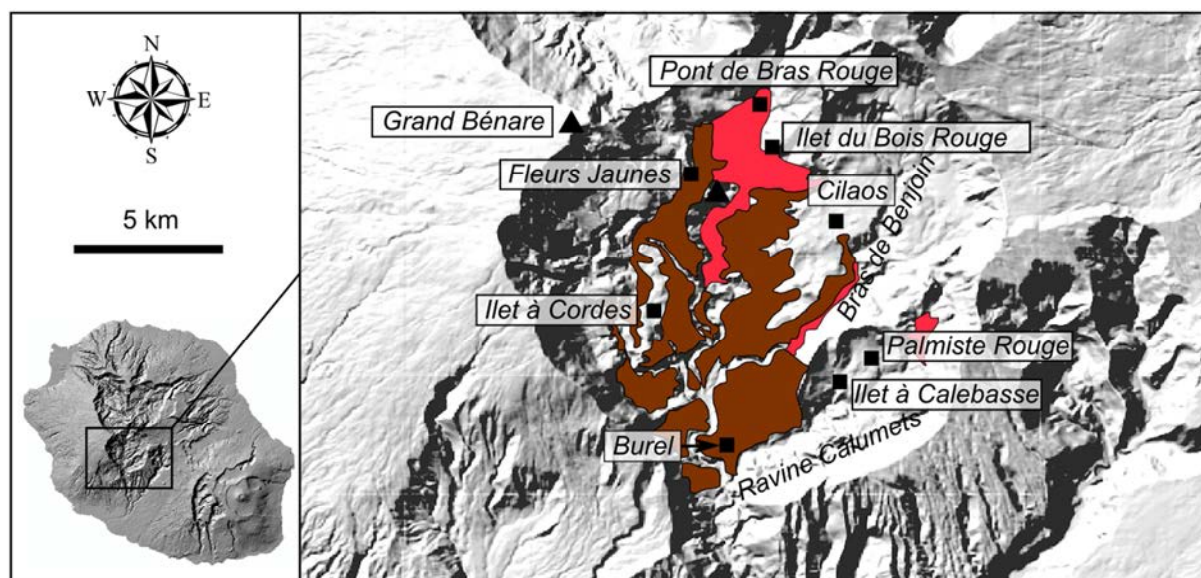 N
W E
S
5 km
Pont de Bras Rouge
Grand Bénare
Ilet du Bois Rouge
Fleurs Jaunes
Cilaos
Bras de Benjoin
Ilet à Cordes
Palmiste Rouge
Ilet à Calebasse
Burel
Ravine Calumets